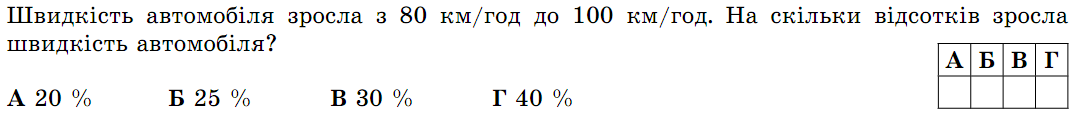 Швидкість автомобіля зросла з 80 км/год до 100 км/год. На скільки відсотків зросла
швидкість автомобіля?
А Б В Г
А 20 % Б 25 % В 30 % Г 40 %